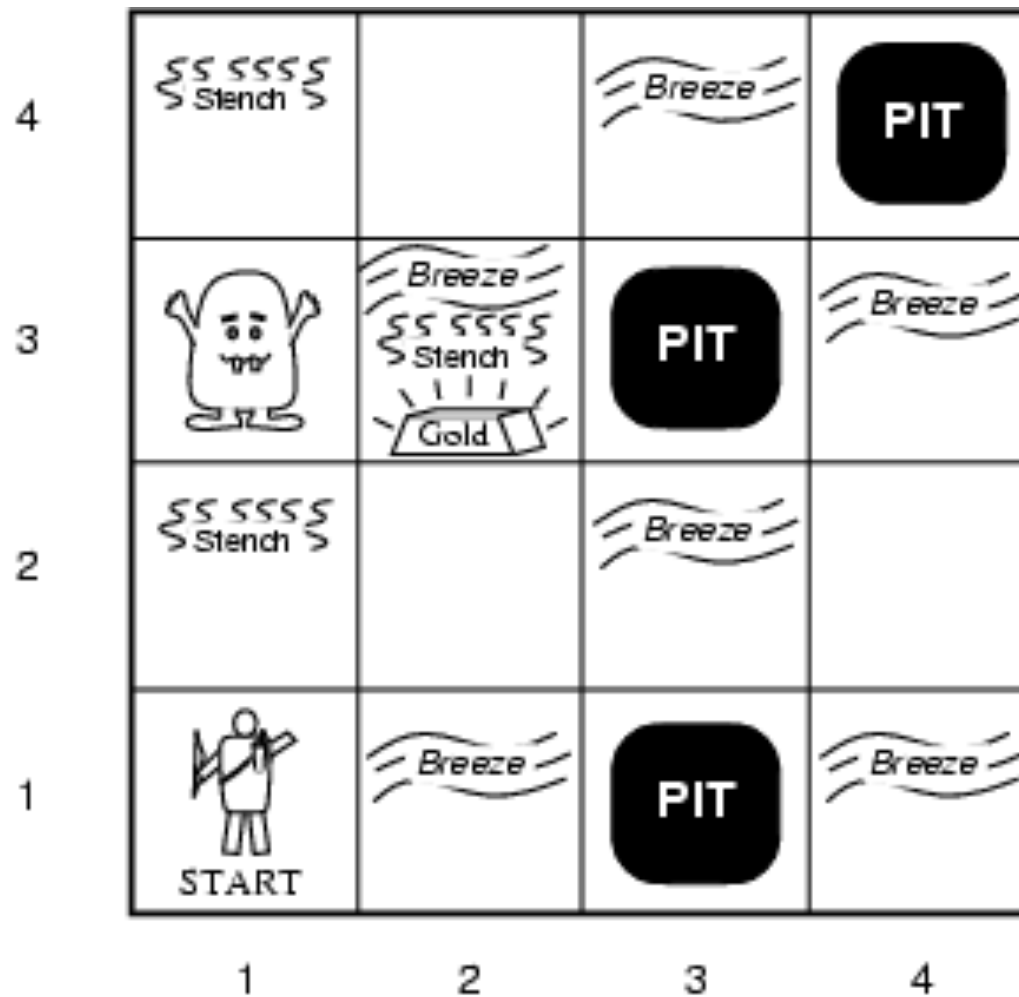 4
Stench
Breeze
PIT
3
Breeze
Stench
Gold
PIT
Breeze
2
Stench
Breeze
1
START
Breeze
PIT
Breeze
1 2 3 4